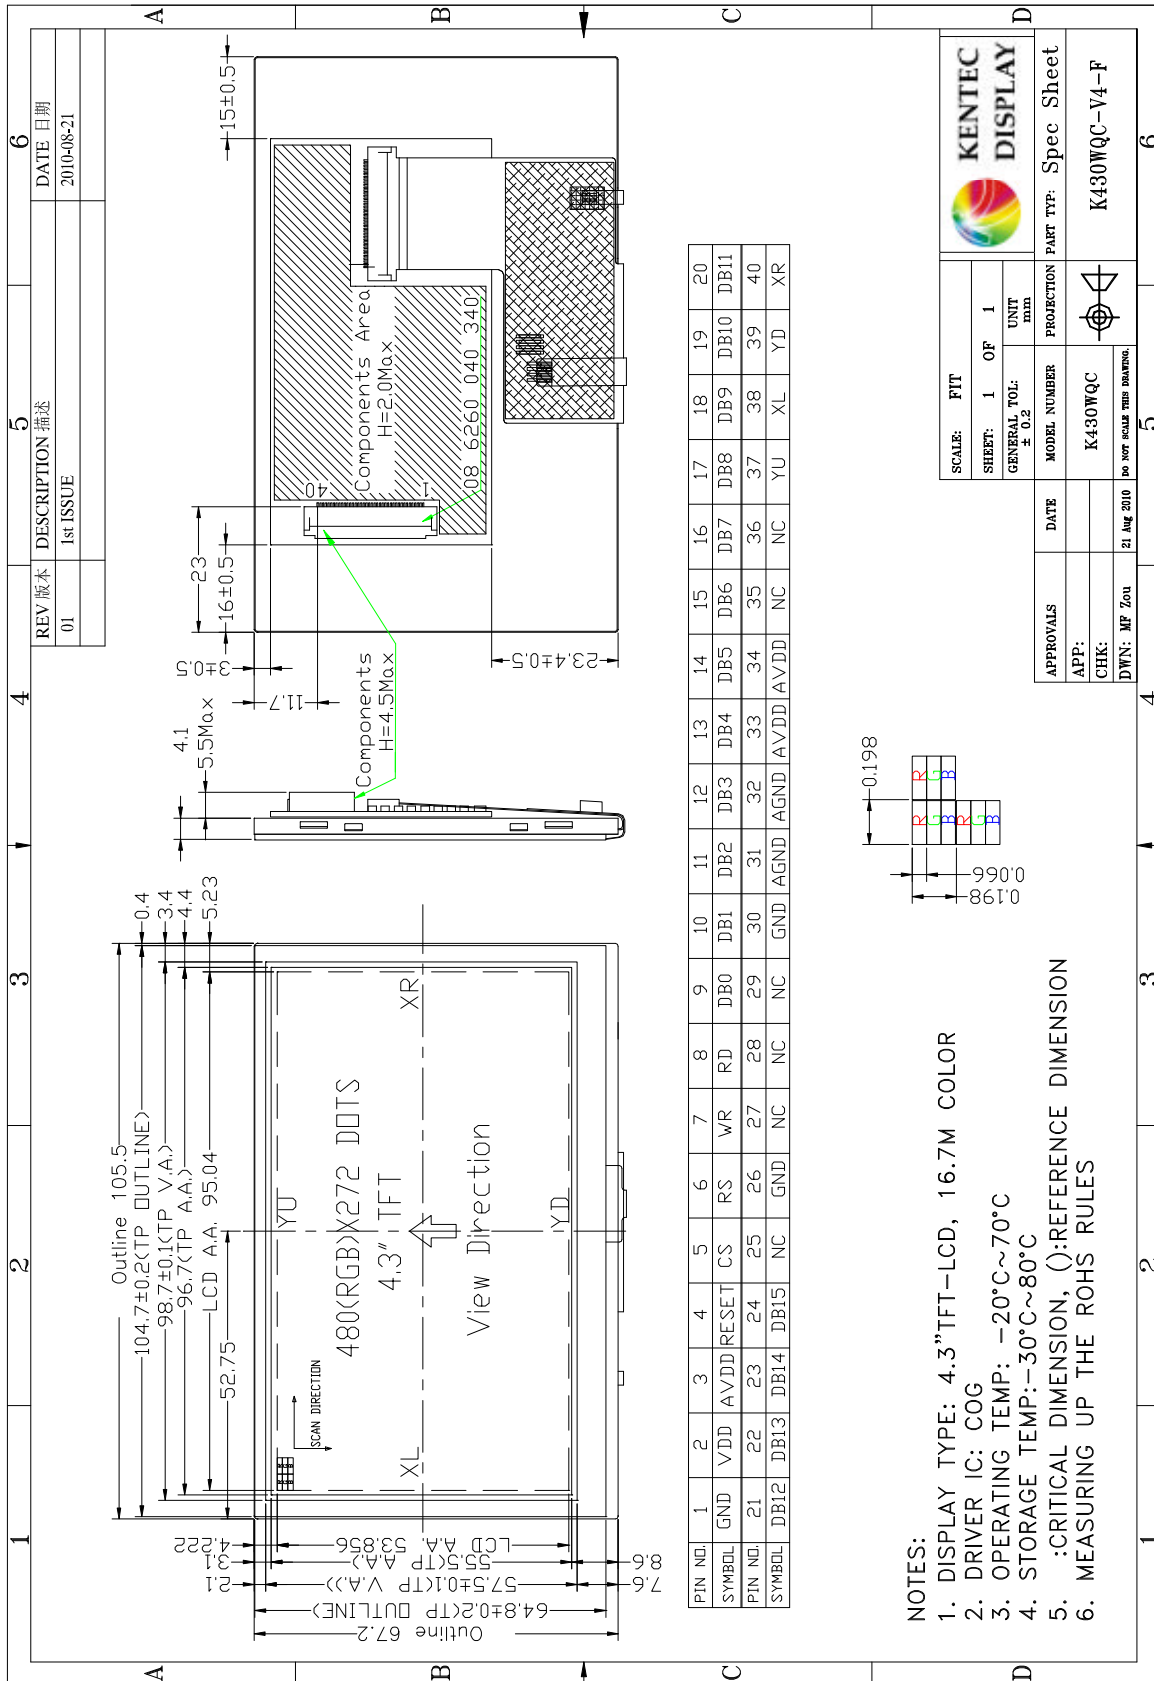 1 2 3 4 5 6
A B C D
REV 版本 DESCRIPTION 描述 DATE 日期
01 1st ISSUE 2010-08-21
Outline 105.5
104.7±0.2(TP OUTLINE)
98.7±0.1(TP V.A.)
96.7(TP A.A.)
LCD A.A. 95.04
52.75
0.4
3.4
4.4
5.23
Outline 67.2
64.8±0.2(TP OUTLINE)
57.5±0.1(TP V.A.)
55.5(TP A.A.)
LCD A.A. 53.856
2.1
3.1
4.222
7.6
8.6
SCAN DIRECTION
YU
480(RGB)X272 DOTS
4.3” TFT
XL
XR
View Direction
YD
4.1
5.5Max
Components
H=4.5Max
3±0.5
11.7
23
16±0.5
15±0.5
23.4±0.5
40
1
Components Area
H=2.0Max
08 6260 040 340
PIN NO. 1 2 3 4 5 6 7 8 9 10 11 12 13 14 15 16 17 18 19 20
SYMBOL GND VDD AVDD RESET CS RS WR RD DB0 DB1 DB2 DB3 DB4 DB5 DB6 DB7 DB8 DB9 DB10 DB11
PIN NO. 21 22 23 24 25 26 27 28 29 30 31 32 33 34 35 36 37 38 39 40
SYMBOL DB12 DB13 DB14 DB15 NC GND NC NC NC GND AGND AGND AVDD AVDD NC NC YU XL YD XR
0.198
0.066
0.198
R R
G G
B B
R
G
B
NOTES:
1. DISPLAY TYPE: 4.3”TFT-LCD, 16.7M COLOR
2. DRIVER IC: COG
3. OPERATING TEMP: -20°C~70°C
4. STORAGE TEMP:-30°C~80°C
5. :CRITICAL DIMENSION, ():REFERENCE DIMENSION
6. MEASURING UP THE ROHS RULES
SCALE: FIT
SHEET: 1 OF 1
GENERAL TOL: ± 0.2
UNIT mm
KENTEC
DISPLAY
APPROVALS DATE MODEL NUMBER PROJECTION PART TYP: Spec Sheet
APP:
CHK:
K430WQC
K430WQC-V4-F
DWN: MF Zou 21 Aug 2010 DO NOT SCALE THIS DRAWING.
A B C D
1 2 3 4 5 6